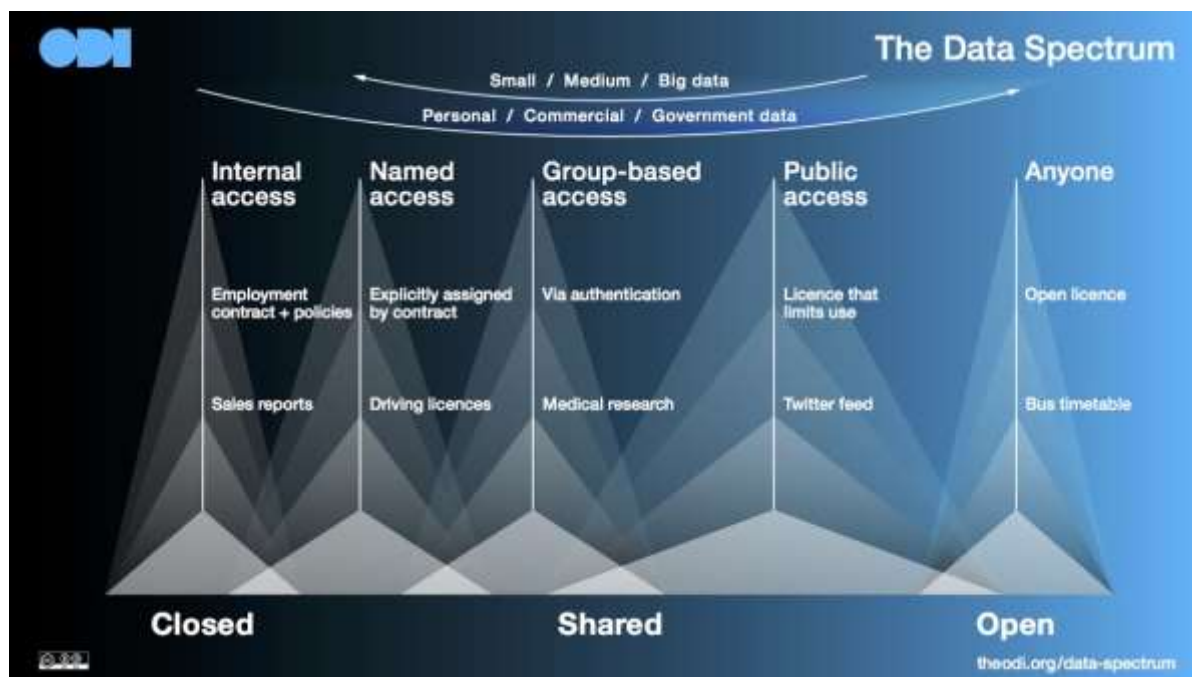 ODI
The Data Spectrum
Small / Medium / Big data
Personal / Commercial / Government data
Internal
access
Named
access
Group-based
access
Public
access
Anyone
Employment
contract + policies
Explicitly assigned
by contract
Via authentication
Licence that
limits use
Open licence
Sales reports
Driving licences
Medical research
Twitter feed
Bus timetable
Closed
Shared
Open
theodi.org/data-spectrum